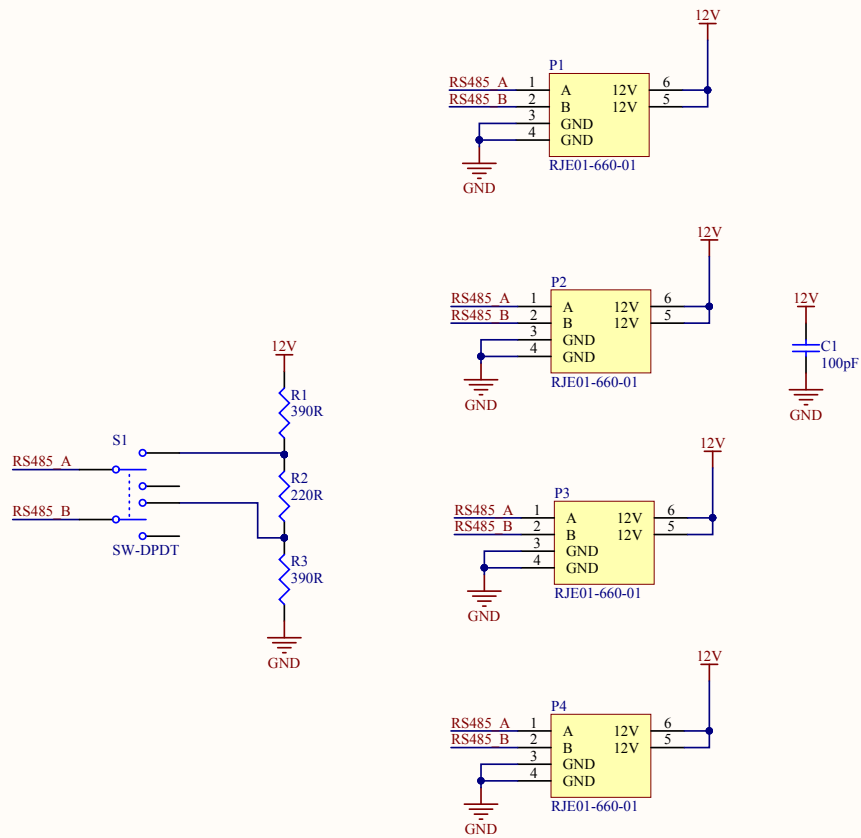 12V
P1
RS485_A 1 A 12V 6
RS485_B 2 B 12V 5
3 GND
4 GND
GND
RJE01-660-01
12V
P2
RS485_A 1 A 12V 6
RS485_B 2 B 12V 5
3 GND
4 GND
GND
RJE01-660-01
12V
C1
100pF
GND
12V
R1
390R
S1
RS485_A
R2
220R
RS485_B
SW-DPDT
R3
390R
GND
12V
P3
RS485_A 1 A 12V 6
RS485_B 2 B 12V 5
3 GND
4 GND
GND
RJE01-660-01
12V
P4
RS485_A 1 A 12V 6
RS485_B 2 B 12V 5
3 GND
4 GND
GND
RJE01-660-01